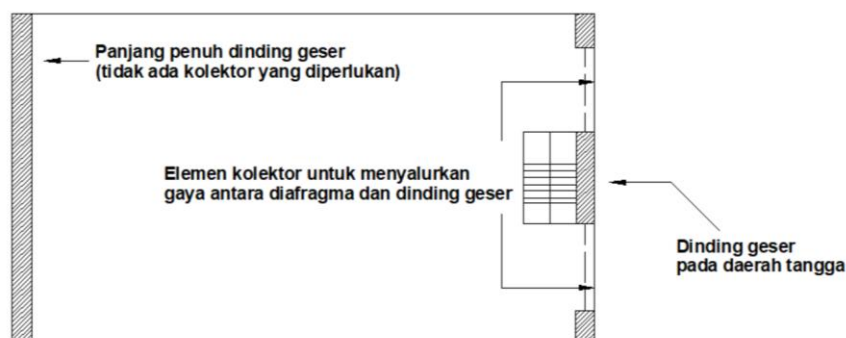 Panjang penuh dinding geser
(tidak ada kolektor yang diperlukan)
Elemen kolektor untuk menyalurkan
gaya antara diafragma dan dinding geser
Dinding geser
pada daerah tangga